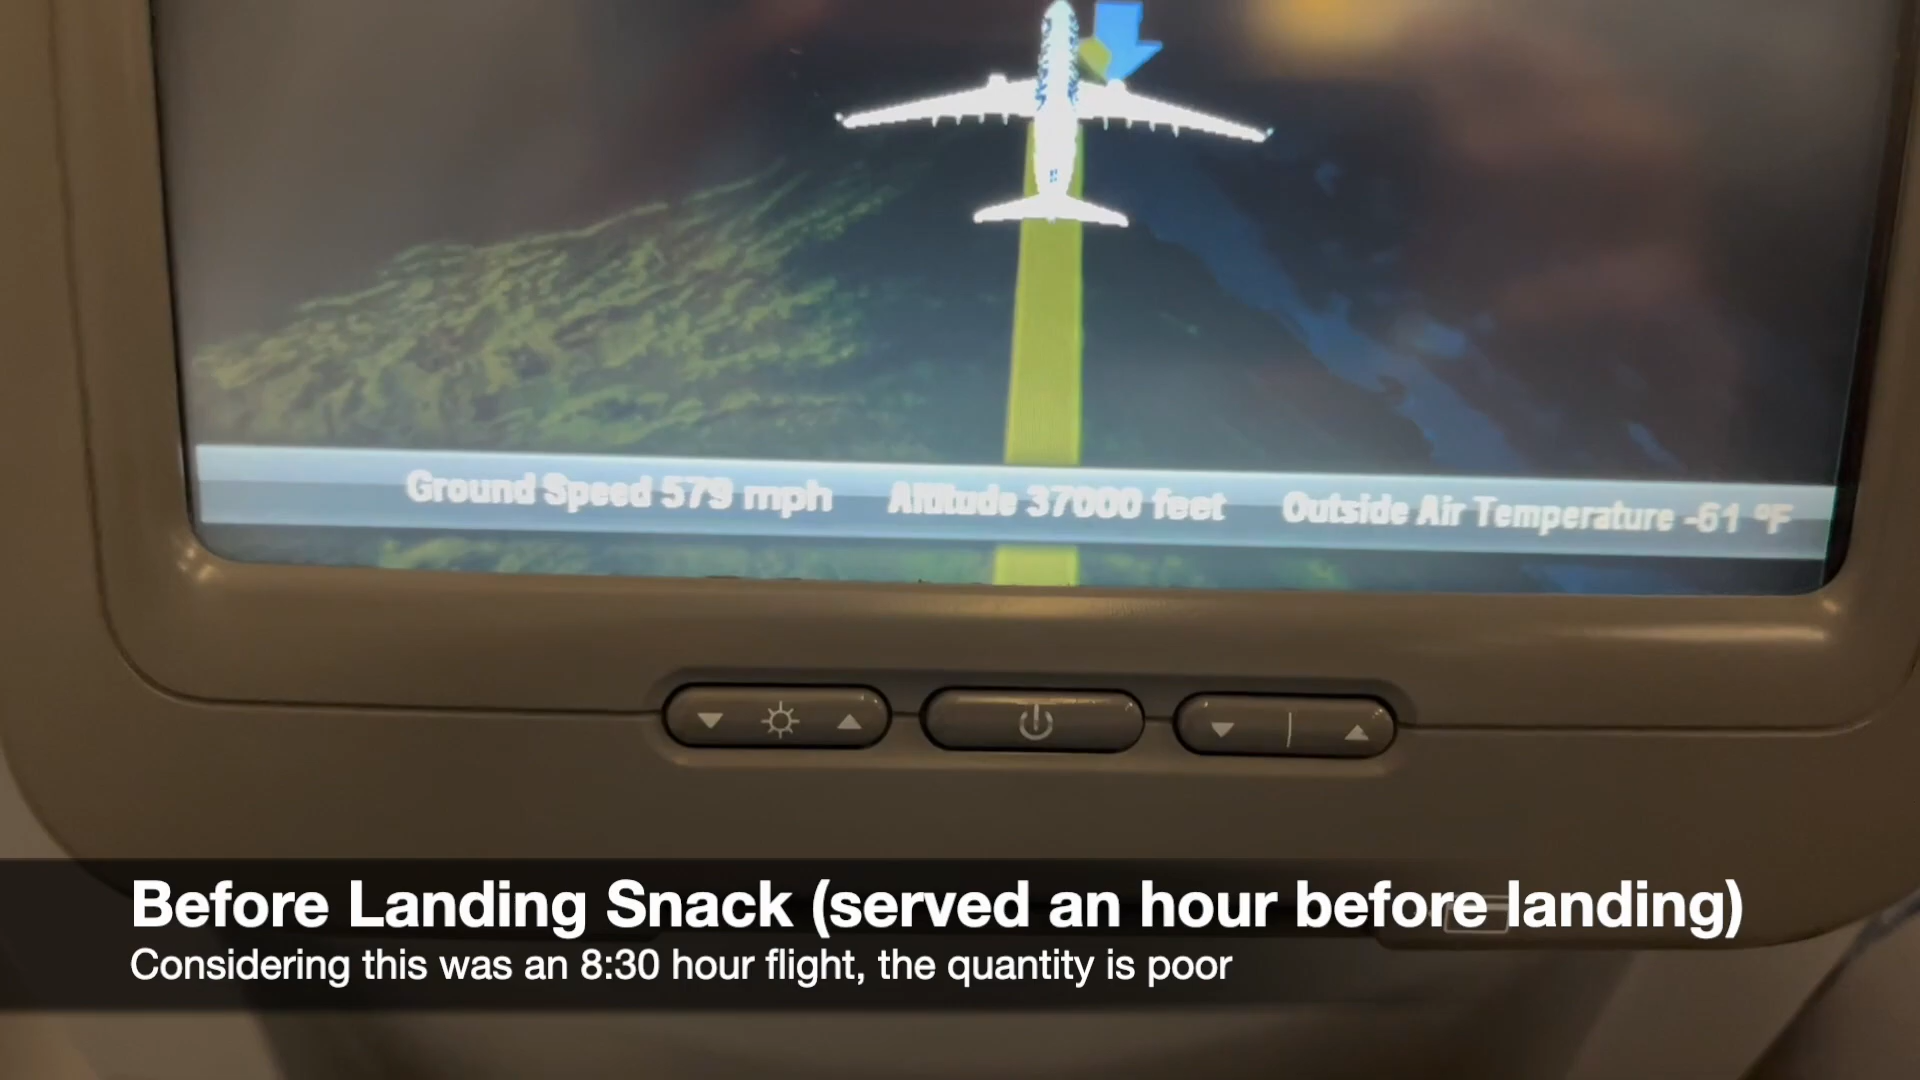 Ground Speed 579 mph Altitude 37000 feet Outside Air Temperature -61 °F
Before Landing Snack (served an hour before landing)
Considering this was an 8:30 hour flight, the quantity is poor